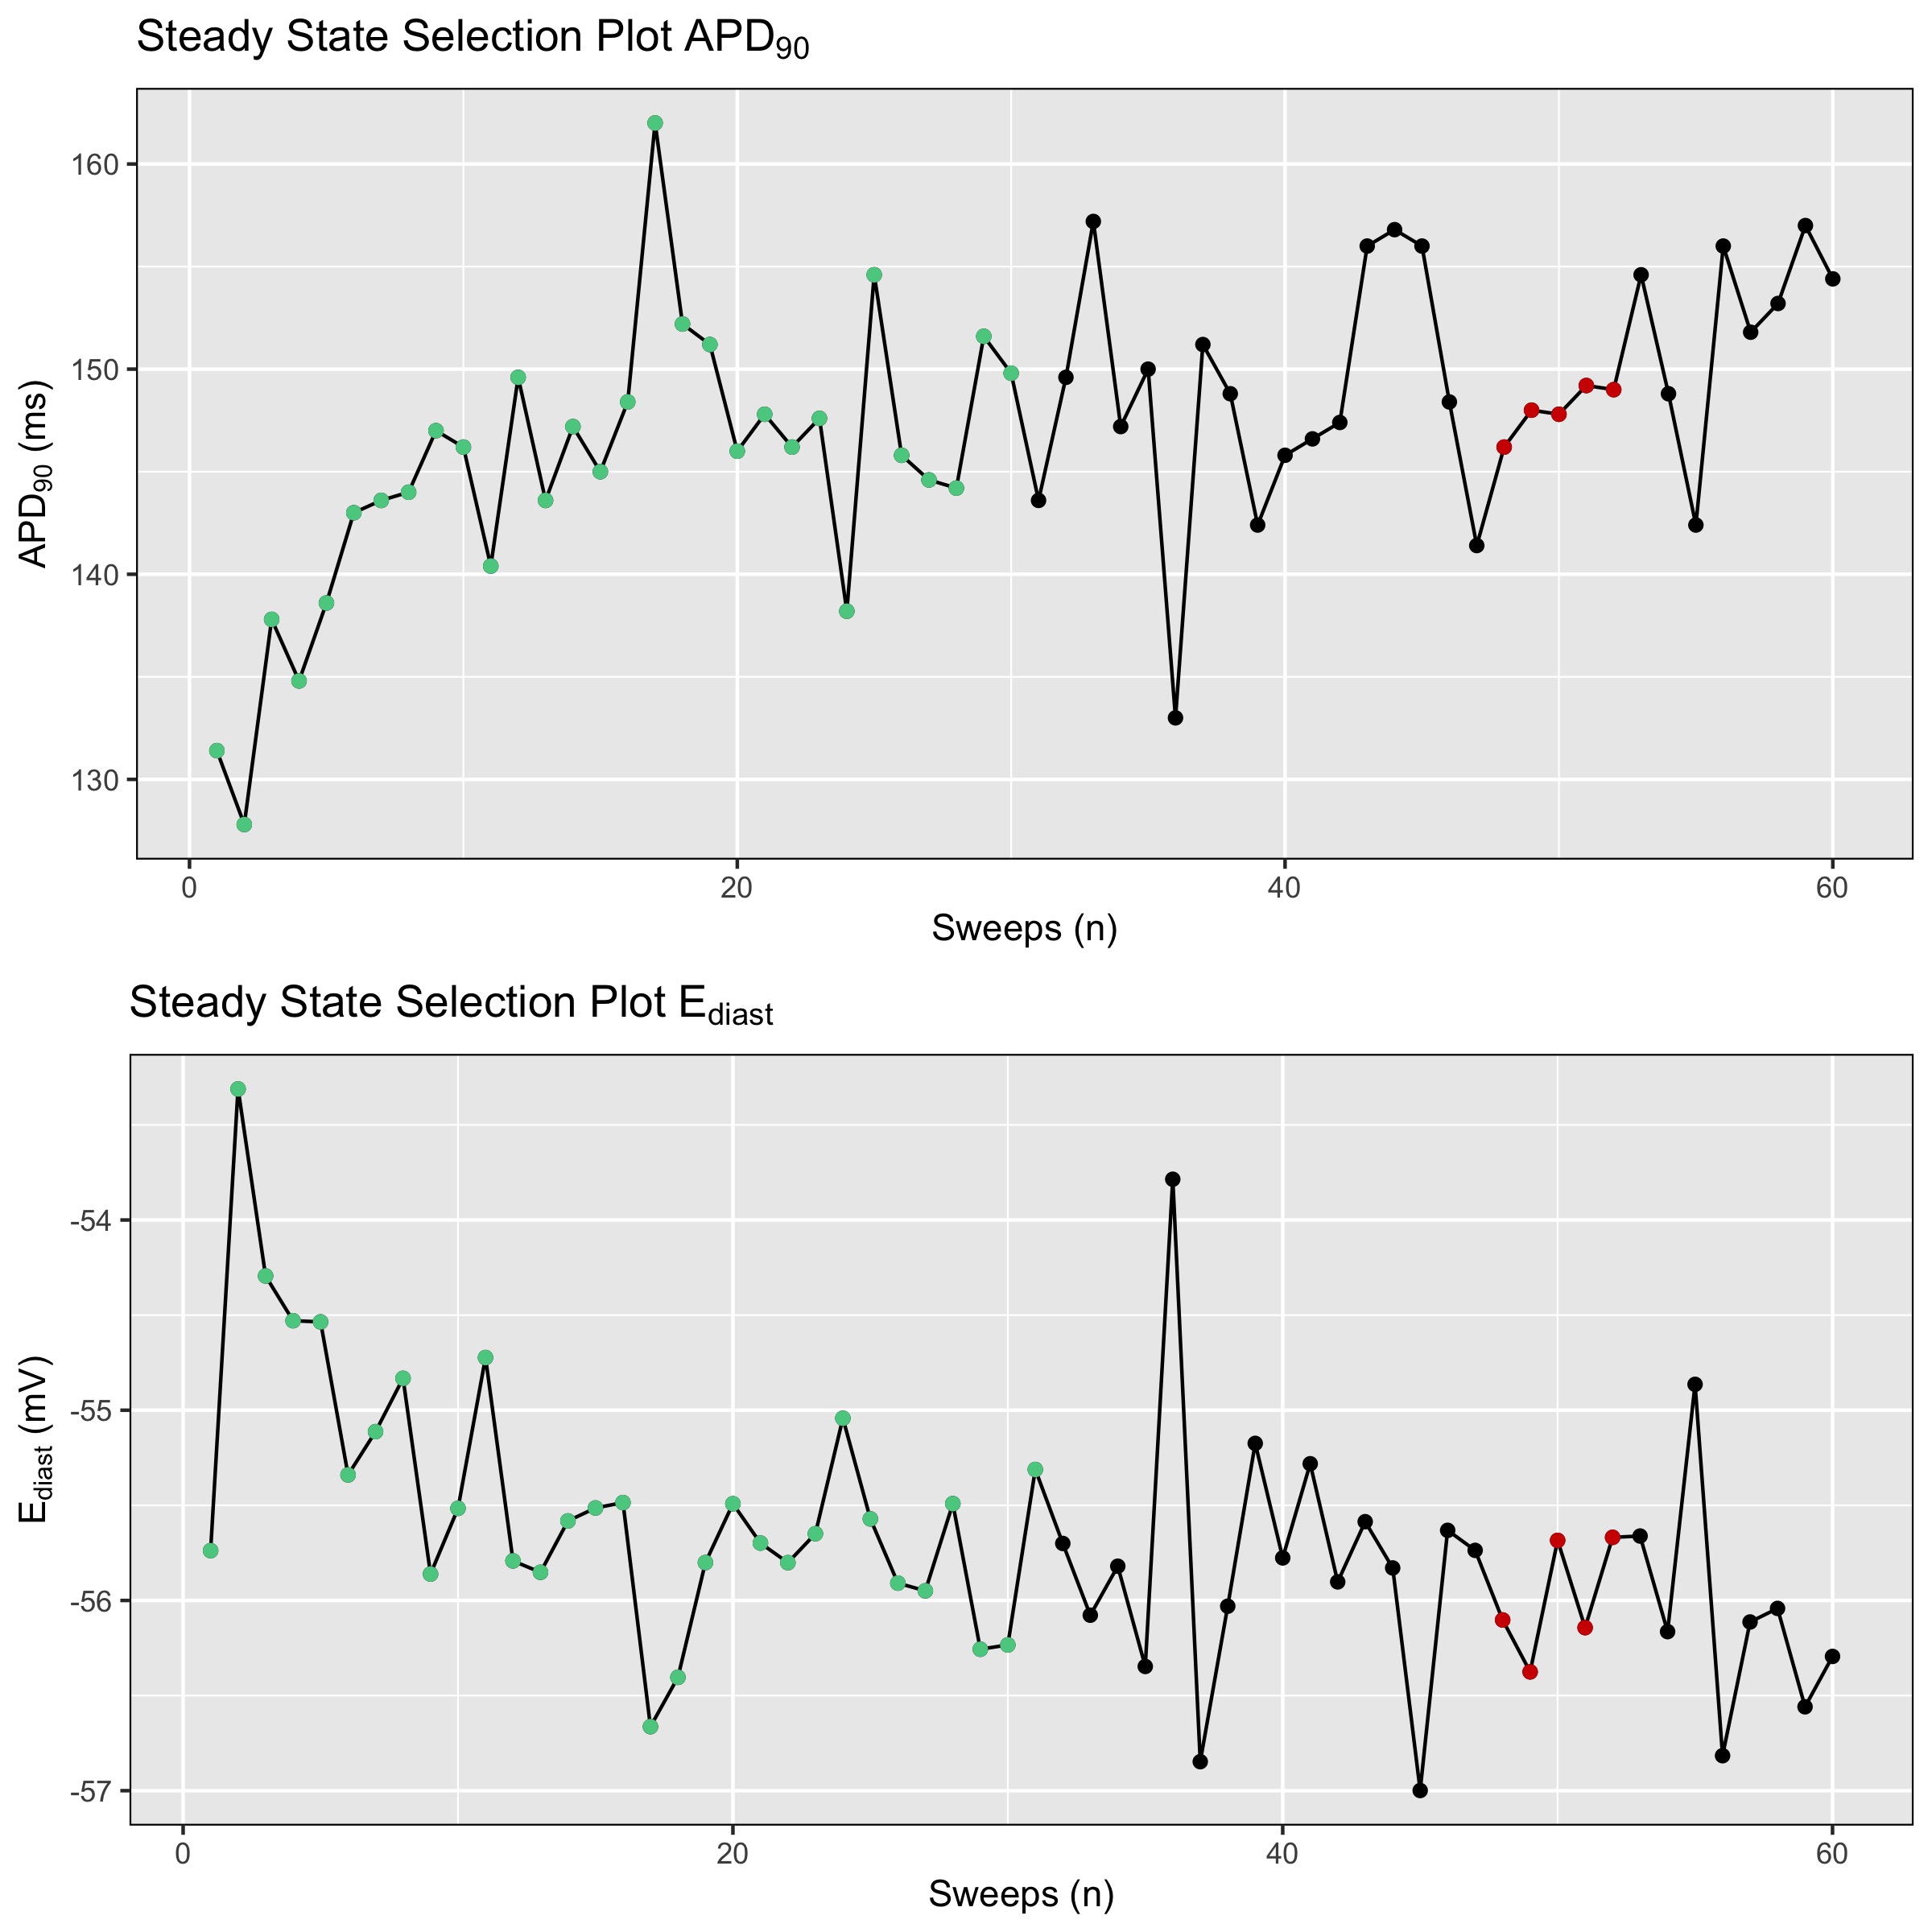 Steady State Selection Plot APD90
160
150
140
130
APD90 (ms)
0 20 40 60
Sweeps (n)
Steady State Selection Plot Ediast
-54
-55
-56
-57
Ediast (mV)
0 20 40 60
Sweeps (n)